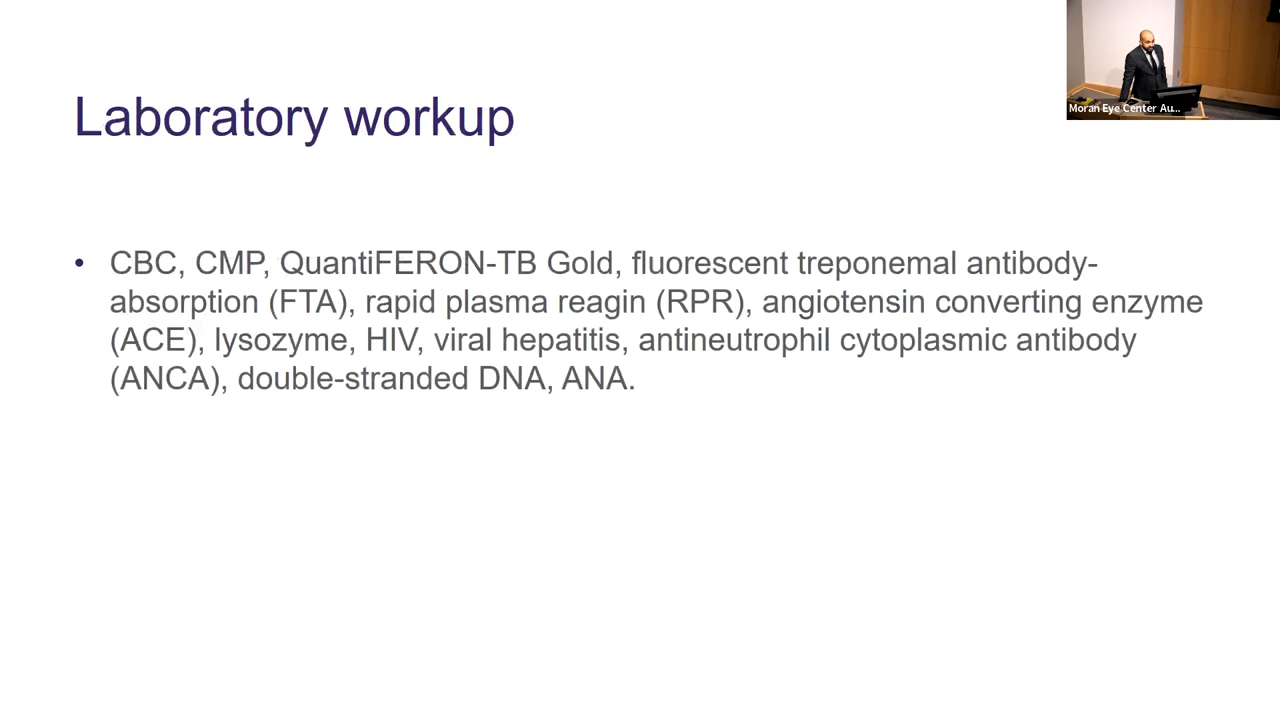 Laboratory workup
• CBC, CMP, QuantiFERON-TB Gold, fluorescent treponemal antibody-
absorption (FTA), rapid plasma reagin (RPR), angiotensin converting enzyme
(ACE), lysozyme, HIV, viral hepatitis, antineutrophil cytoplasmic antibody
(ANCA), double-stranded DNA, ANA.
Moran Eye Center Au...